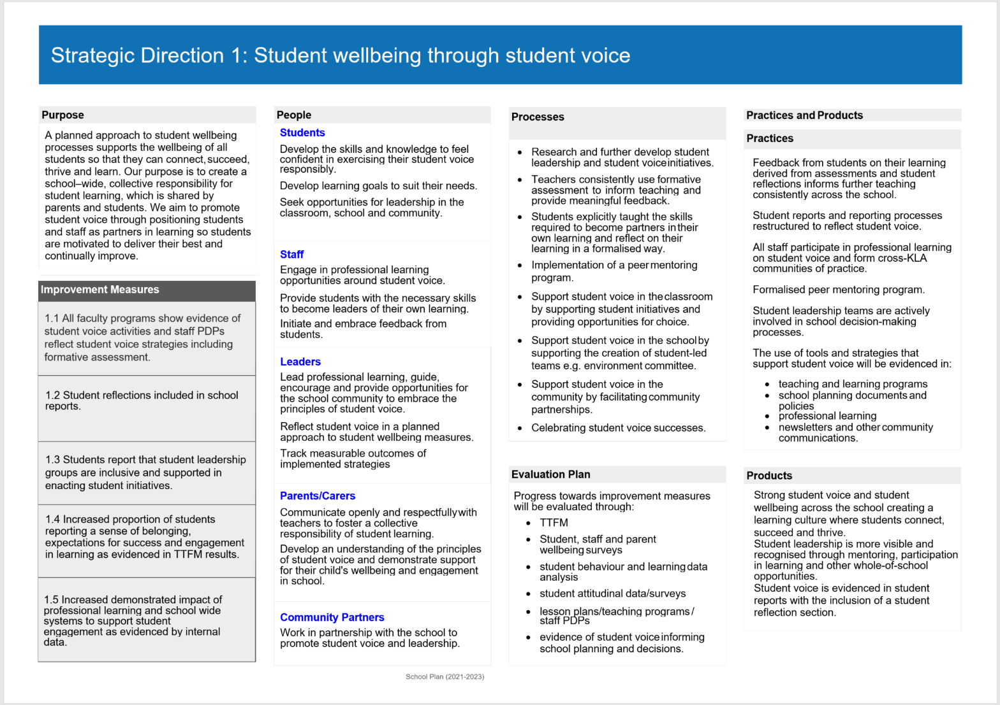 Strategic Direction 1: Student wellbeing through student voice
Purpose
A planned approach to student wellbeing
processes supports the wellbeing of all
students so that they can connect, succeed,
thrive and learn. Our purpose is to create a
school–wide, collective responsibility for
student learning, which is shared by
parents and students. We aim to promote
student voice through positioning students
and staff as partners in learning so students
are motivated to deliver their best and
continually improve.
Improvement Measures
1.1 All faculty programs show evidence of
student voice activities and staff PDPs
reflect student voice strategies including
formative assessment.
1.2 Student reflections included in school
reports.
1.3 Students report that student leadership
groups are inclusive and supported in
enacting student initiatives.
1.4 Increased proportion of students
reporting a sense of belonging,
expectations for success and engagement
in learning as evidenced in TTFM results.
1.5 Increased demonstrated impact of
professional learning and school wide
systems to support student
engagement as evidenced by internal
data.
People
Students
Develop the skills and knowledge to feel
confident in exercising their student voice
responsibly.
Develop learning goals to suit their needs.
Seek opportunities for leadership in the
classroom, school and community.
Staff
Engage in professional learning
opportunities around student voice.
Provide students with the necessary skills
to become leaders of their own learning.
Initiate and embrace feedback from
students.
Leaders
Lead professional learning, guide,
encourage and provide opportunities for
the school community to embrace the
principles of student voice.
Reflect student voice in a planned
approach to student wellbeing measures.
Track measurable outcomes of
implemented strategies
Parents/Carers
Communicate openly and respectfully with
teachers to foster a collective
responsibility of student learning.
Develop an understanding of the principles
of student voice and demonstrate support
for their child's wellbeing and engagement
in school.
Community Partners
Work in partnership with the school to
promote student voice and leadership.
Processes
• Research and further develop student
leadership and student voice initiatives.
• Teachers consistently use formative
assessment to inform teaching and
provide meaningful feedback.
• Students explicitly taught the skills
required to become partners in their
own learning and reflect on their
learning in a formalised way.
• Implementation of a peer mentoring
program.
• Support student voice in the classroom
by supporting student initiatives and
providing opportunities for choice.
• Support student voice in the school by
supporting the creation of student-led
teams e.g. environment committee.
• Support student voice in the
community by facilitating community
partnerships.
• Celebrating student voice successes.
Evaluation Plan
Progress towards improvement measures
will be evaluated through:
• TTFM
• Student, staff and parent
wellbeing surveys
• student behaviour and learning data
analysis
• student attitudinal data/surveys
• lesson plans/teaching programs /
staff PDPs
• evidence of student voice informing
school planning and decisions.
Practices and Products
Practices
Feedback from students on their learning
derived from assessments and student
reflections informs further teaching
consistently across the school.
Student reports and reporting processes
restructured to reflect student voice.
All staff participate in professional learning
on student voice and form cross-KLA
communities of practice.
Formalised peer mentoring program.
Student leadership teams are actively
involved in school decision-making
processes.
The use of tools and strategies that
support student voice will be evidenced in:
• teaching and learning programs
• school planning documents and
policies
• professional learning
• newsletters and other community
communications.
Products
Strong student voice and student
wellbeing across the school creating a
learning culture where students connect,
succeed and thrive.
Student leadership is more visible and
recognised through mentoring, participation
in learning and other whole-of-school
opportunities.
Student voice is evidenced in student
reports with the inclusion of a student
reflection section.
School Plan (2021-2023)